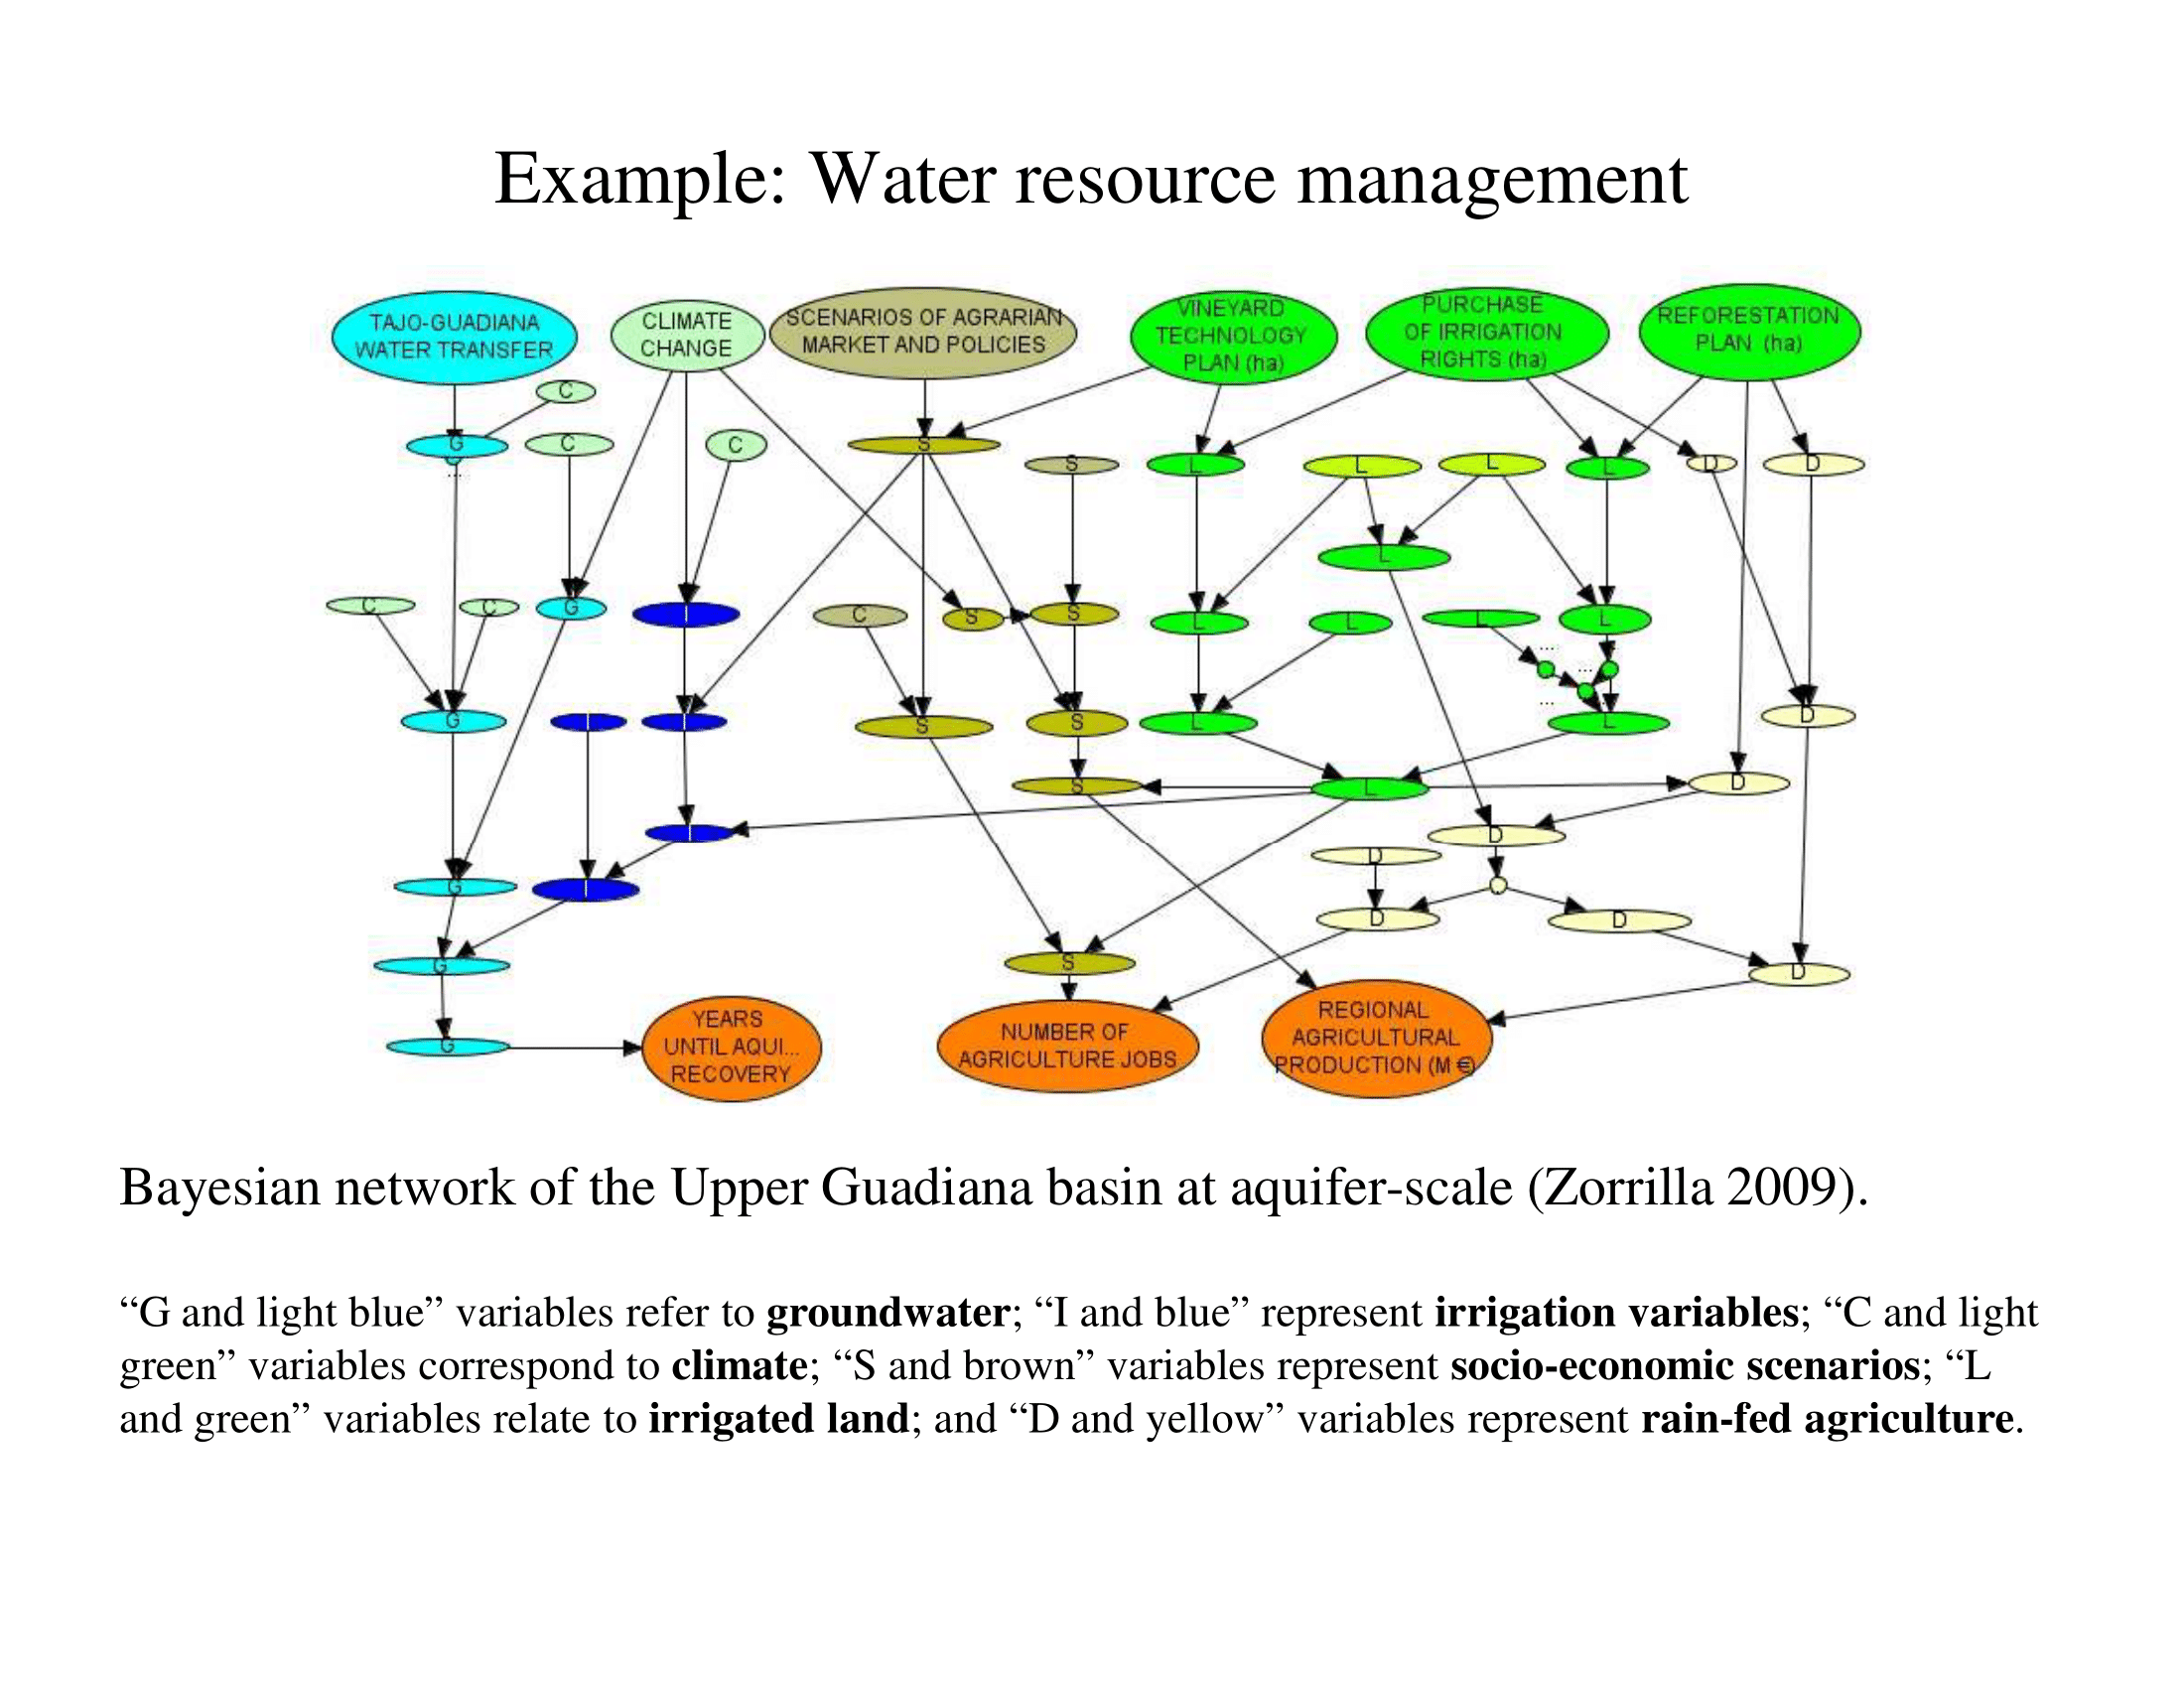 Example: Water resource management
TAJO-GUADIANA
WATER TRANSFER
CLIMATE
CHANGE
SCENARIOS OF AGRARIAN
MARKET AND POLICIES
VINEYARD
TECHNOLOGY
PLAN (ha)
PURCHASE
OF IRRIGATION
RIGHTS (ha)
REFORESTATION
PLAN (ha)
C
G
C
C
S
S
L
L
L
L
D
D
...
L
C
C
G
I
C
S
S
L
L
L
L
...
...
...
G
I
I
S
S
L
L
D
S
L
D
I
D
D
G
I
D
D
G
S
D
G
YEARS
UNTIL AQUI...
RECOVERY
NUMBER OF
AGRICULTURE JOBS
REGIONAL
AGRICULTURAL
PRODUCTION (M €)
Bayesian network of the Upper Guadiana basin at aquifer-scale (Zorrilla 2009).
“G and light blue” variables refer to groundwater; “I and blue” represent irrigation variables; “C and light
green” variables correspond to climate; “S and brown” variables represent socio-economic scenarios; “L
and green” variables relate to irrigated land; and “D and yellow” variables represent rain-fed agriculture.